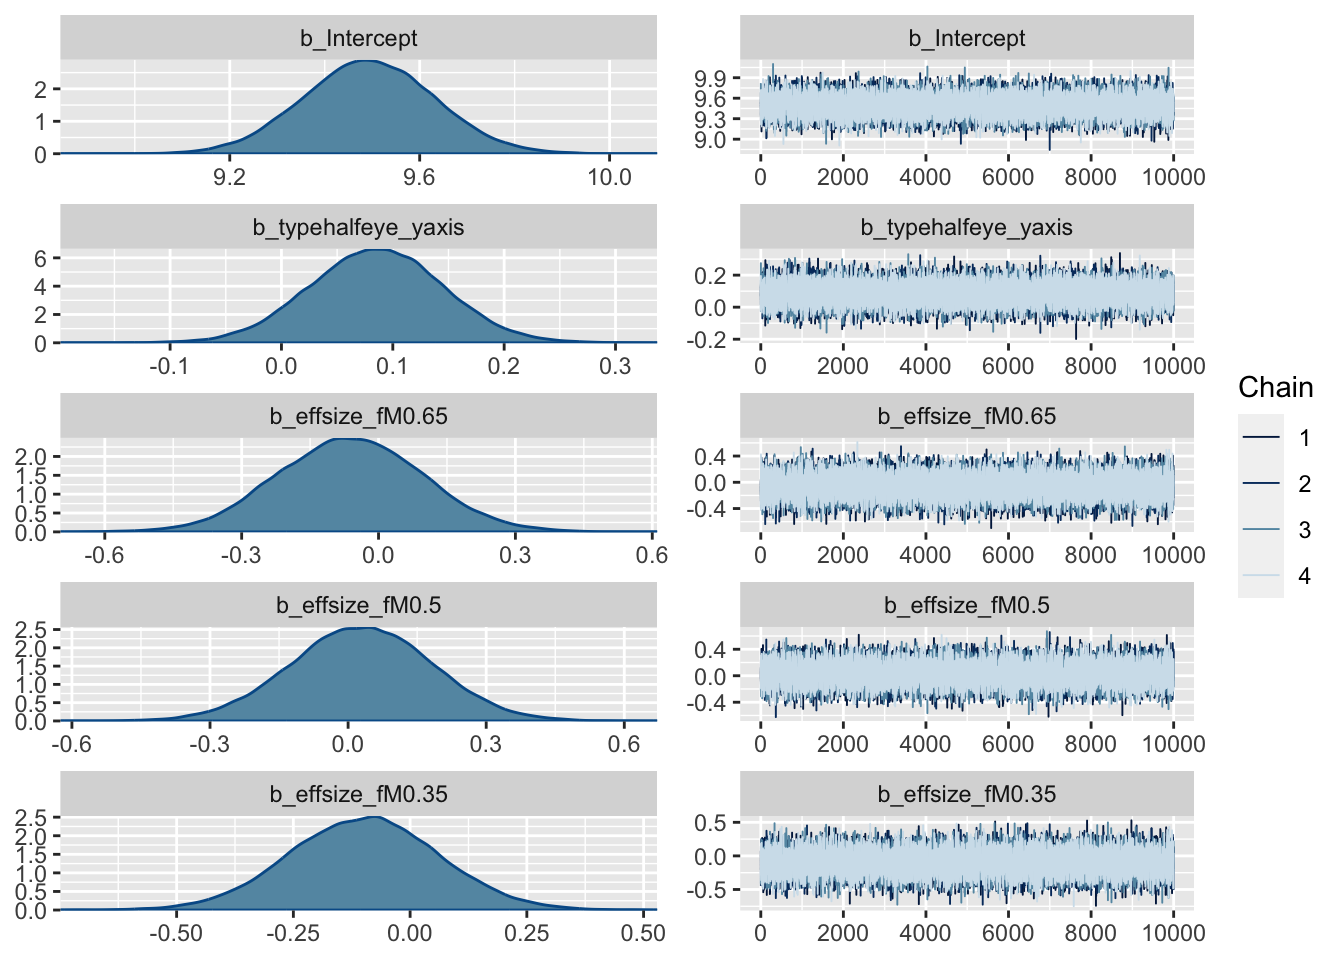 b_Intercept
2
1
0
9.2 9.6 10.0
b_Intercept
9.9
9.6
9.3
9.0
0 2000 4000 6000 8000 10000
b_typehalfeye_yaxis
6
4
2
0
-0.1 0.0 0.1 0.2 0.3
b_typehalfeye_yaxis
0.2
0.0
-0.2
0 2000 4000 6000 8000 10000
b_effsize_fM0.65
2.0
1.5
1.0
0.5
0.0
-0.6 -0.3 0.0 0.3 0.6
b_effsize_fM0.65
0.4
0.0
-0.4
0 2000 4000 6000 8000 10000
b_effsize_fM0.5
2.5
2.0
1.5
1.0
0.5
0.0
-0.6 -0.3 0.0 0.3 0.6
b_effsize_fM0.5
0.4
0.0
-0.4
0 2000 4000 6000 8000 10000
b_effsize_fM0.35
2.5
2.0
1.5
1.0
0.5
0.0
-0.50 -0.25 0.00 0.25 0.50
b_effsize_fM0.35
0.5
0.0
-0.5
0 2000 4000 6000 8000 10000
Chain
1
2
3
4